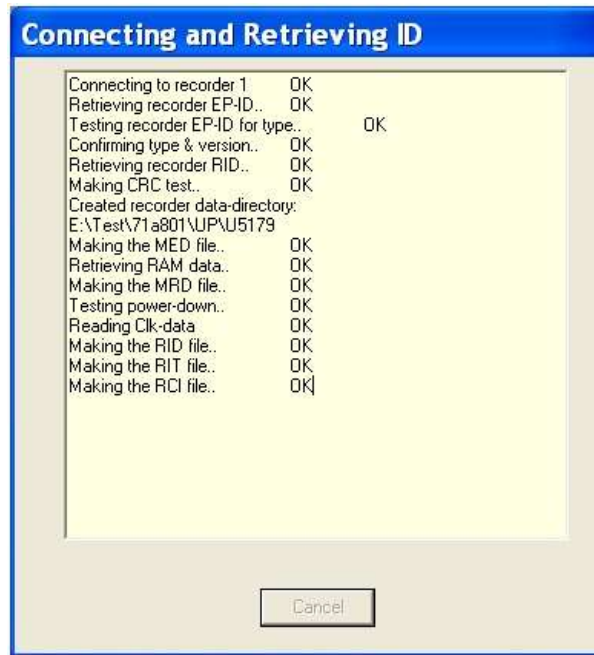 Connecting and Retrieving ID
Connecting to recorder 1 OK
Retrieving recorder EP-ID.. OK
Testing recorder EP-ID for type.. OK
Confirming type & version.. OK
Retrieving recorder RID.. OK
Making CRC test.. OK
Created recorder data-directory:
E:\Test\71a801\UP\U5179
Making the MED file.. OK
Retrieving RAM data.. OK
Making the MRD file.. OK
Testing power-down.. OK
Reading Clk-data OK
Making the RID file.. OK
Making the RIT file.. OK
Making the RCI file.. OK
Cancel